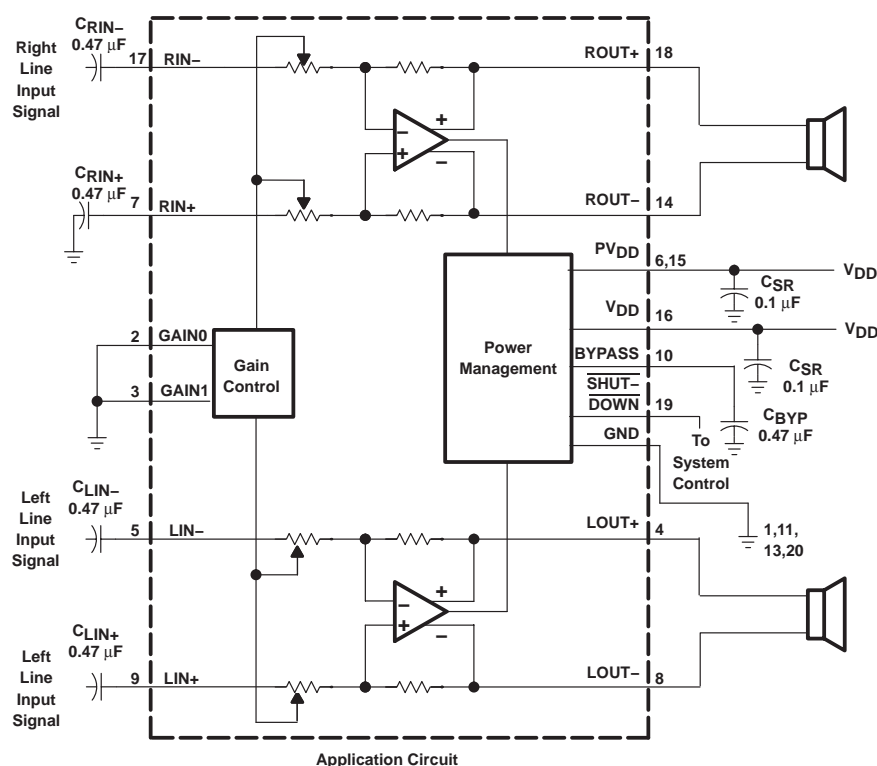 CRIN−
0.47 µF
Right
Line
Input
Signal
17
RIN−
ROUT+
18
CRIN+
0.47 µF
7
RIN+
ROUT−
14
−
+
+
−
PVDD
6,15
VDD
CSR
0.1 µF
VDD
16
VDD
CSR
0.1 µF
BYPASS
10
SHUT−
DOWN
19
GND
To
System
Control
CBYP
0.47 µF
1,11,
13,20
Power
Management
2
GAIN0
3
GAIN1
Gain
Control
Left
Line
Input
Signal
CLIN−
0.47 µF
5
LIN−
LOUT+
4
−
+
+
−
Left
Line
Input
Signal
CLIN+
0.47 µF
9
LIN+
LOUT−
8
Application Circuit